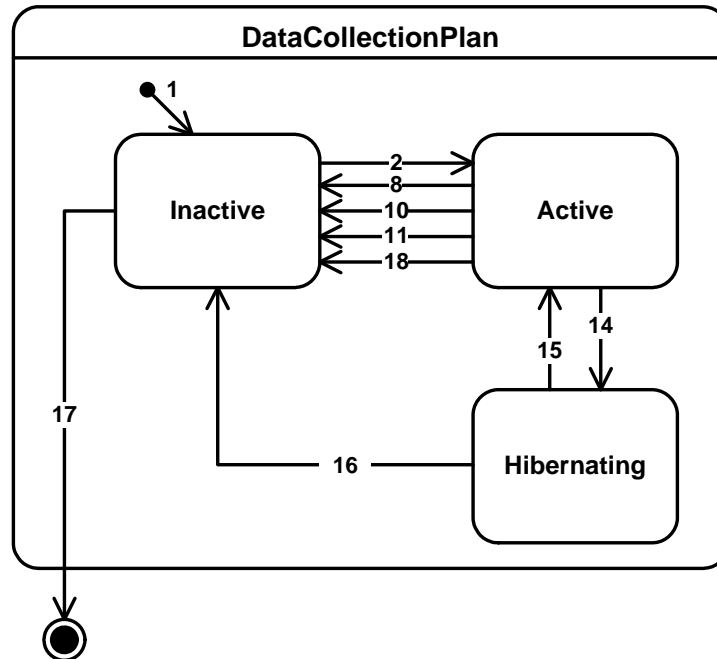 DataCollectionPlan
1
2
8
Inactive
10
Active
11
18
14
15
17
16
Hibernating